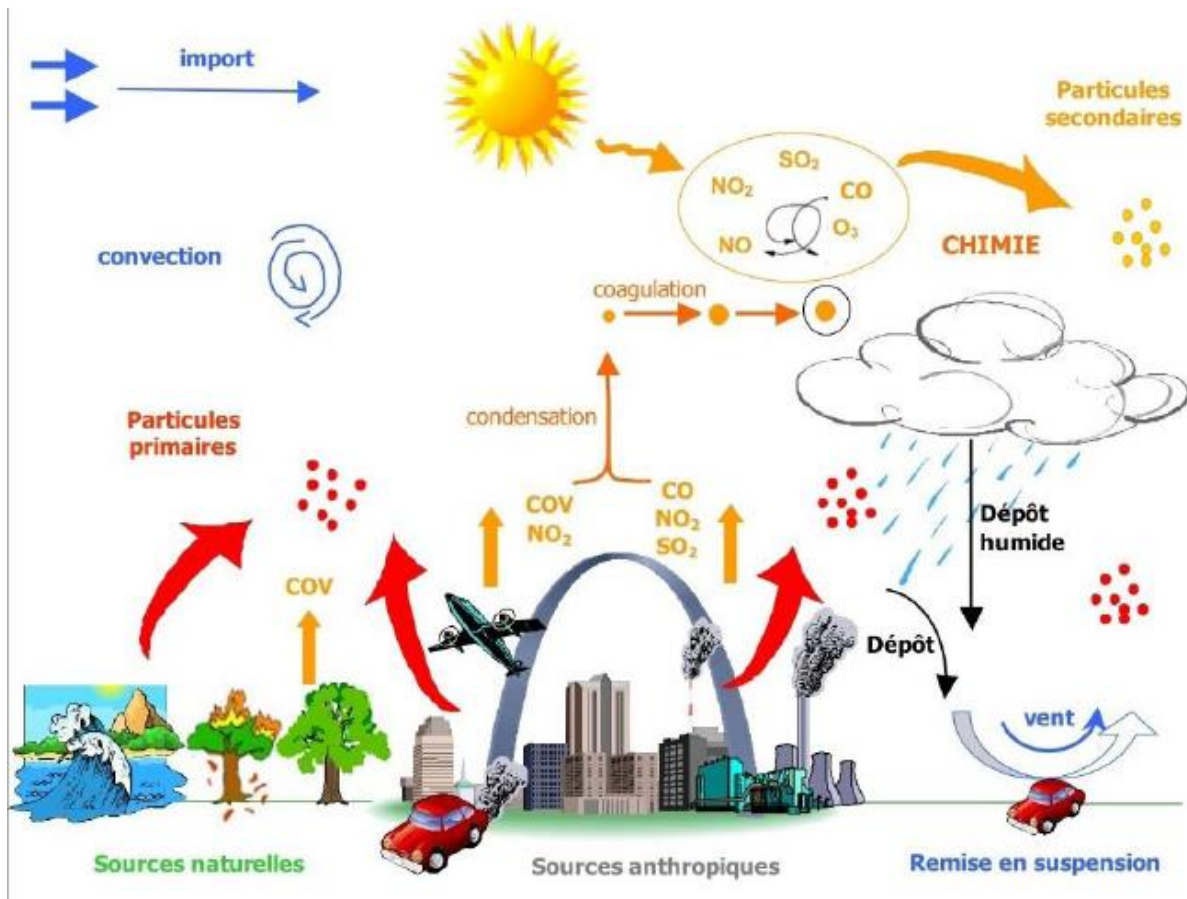 import
Particules
secondaires
SO₂
NO₂
CO
O₃
NO
CHIMIE
convection
coagulation
Particules
primaires
condensation
COV
NO₂
CO
NO₂
SO₂
Dépôt
humide
COV
Dépôt
vent
Sources naturelles
Sources anthropiques
Remise en suspension